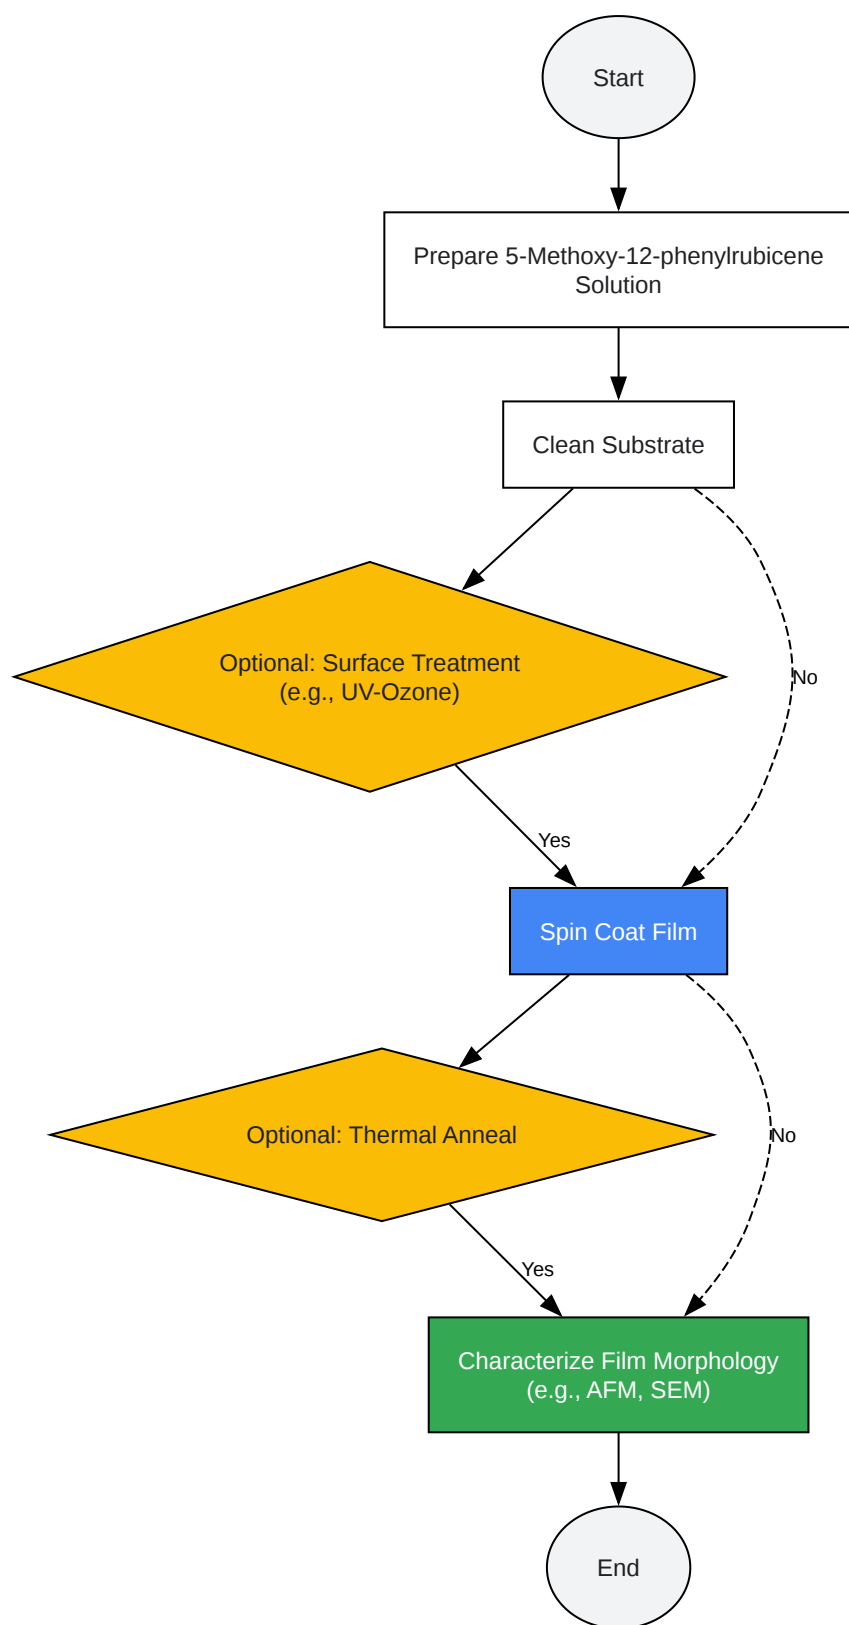 Start
Prepare 5-Methoxy-12-phenylrubicene
Solution
Clean Substrate
Optional: Surface Treatment
(e.g., UV-Ozone)
No
Yes
Spin Coat Film
Optional: Thermal Anneal
No
Yes
Characterize Film Morphology
(e.g., AFM, SEM)
End